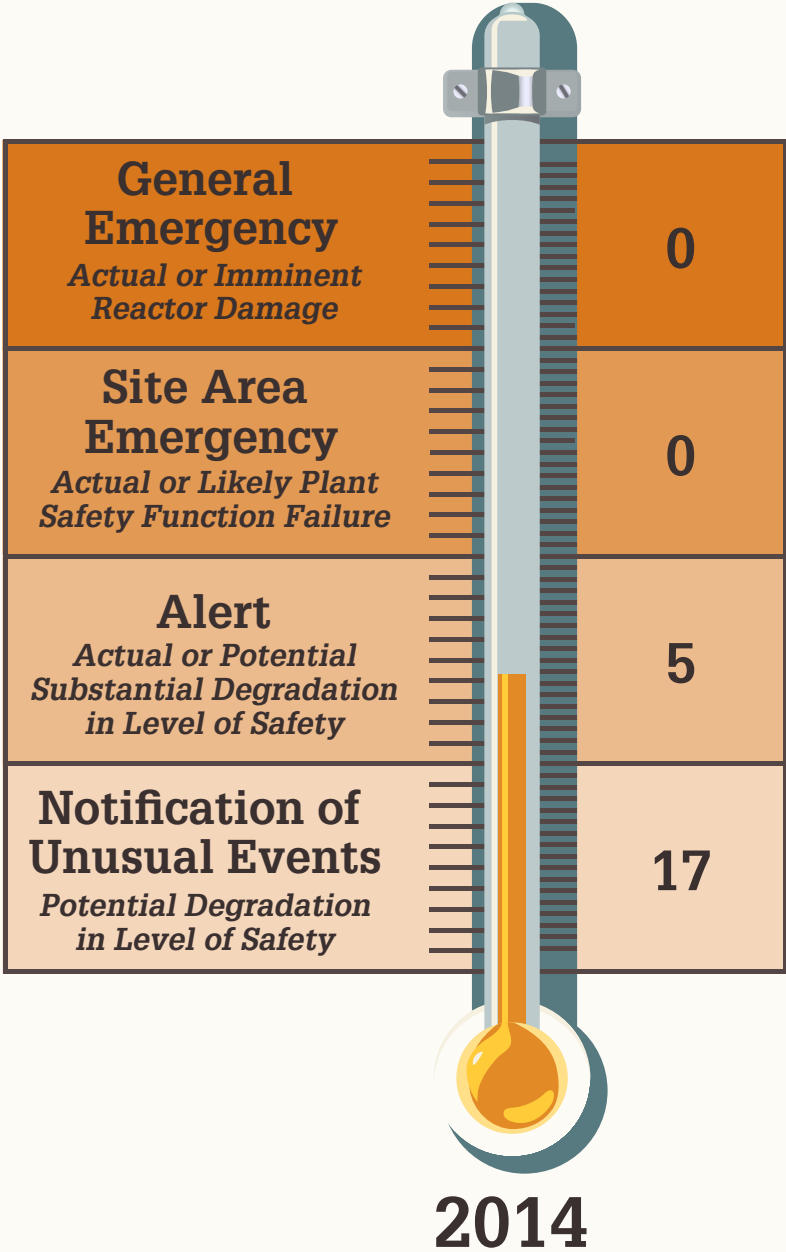 General
Emergency
Actual or Imminent
Reactor Damage
0
Site Area
Emergency
Actual or Likely Plant
Safety Function Failure
0
Alert
Actual or Potential
Substantial Degradation
in Level of Safety
5
Notification of
Unusual Events
Potential Degradation
in Level of Safety
17
2014